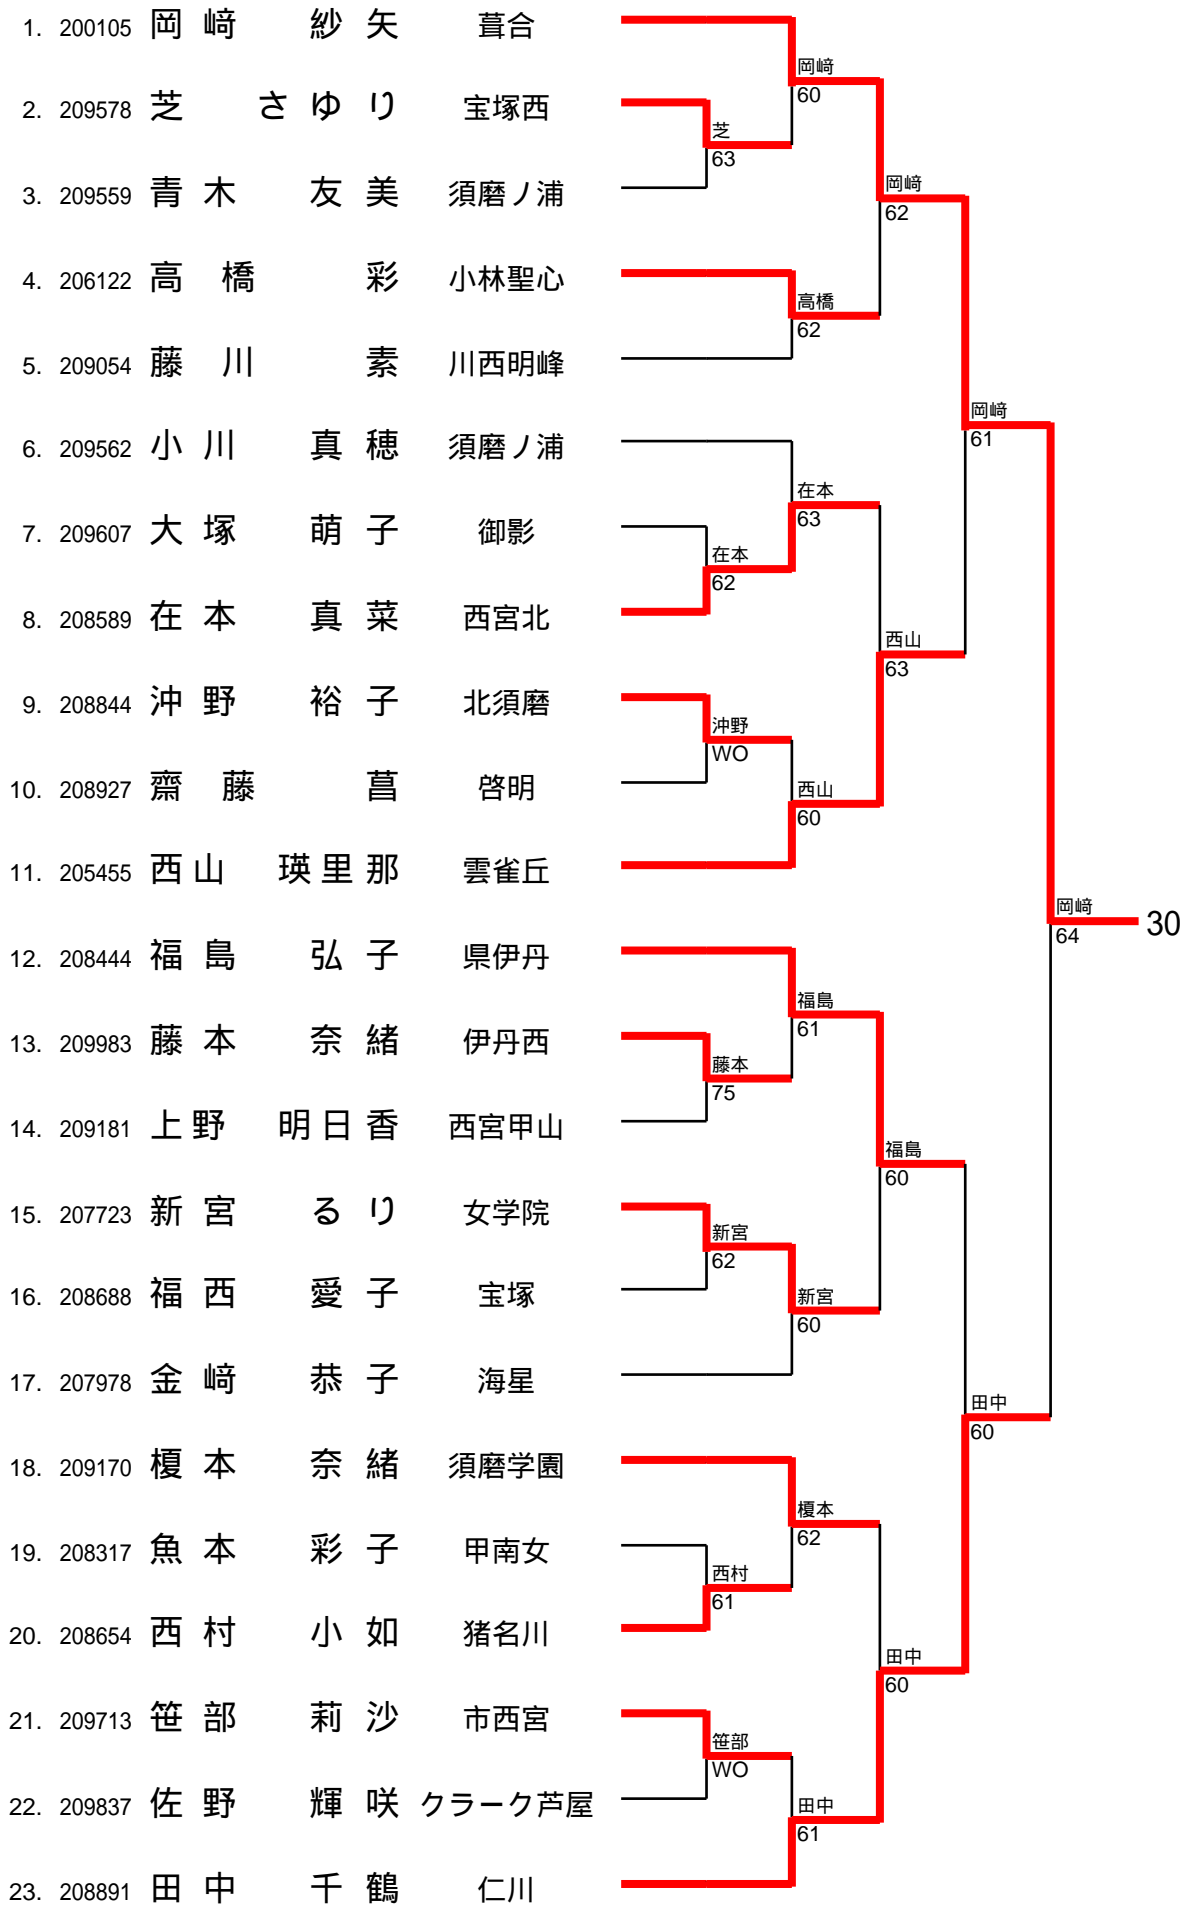 1. 200105 岡﨑 紗矢 葺合
岡﨑
60
2. 209578 芝 さゆり 宝塚西
芝
63
3. 209559 青木 友美 須磨ノ浦
岡﨑
62
4. 206122 高橋 彩 小林聖心
高橋
62
5. 209054 藤川 素 川西明峰
岡﨑
61
6. 209562 小川 真穂 須磨ノ浦
在本
63
7. 209607 大塚 萌子 御影
在本
62
8. 208589 在本 真菜 西宮北
西山
63
9. 208844 沖野 裕子 北須磨
沖野
WO
10. 208927 齋藤 菖 啓明
西山
60
11. 205455 西山 瑛里那 雲雀丘
岡﨑
64
30
12. 208444 福島 弘子 県伊丹
福島
61
13. 209983 藤本 奈緒 伊丹西
藤本
75
14. 209181 上野 明日香 西宮甲山
福島
60
15. 207723 新宮 るり 女学院
新宮
62
16. 208688 福西 愛子 宝塚
新宮
60
17. 207978 金﨑 恭子 海星
田中
60
18. 209170 榎本 奈緒 須磨学園
榎本
62
19. 208317 魚本 彩子 甲南女
西村
61
20. 208654 西村 小如 猪名川
田中
60
21. 209713 笹部 莉沙 市西宮
笹部
WO
22. 209837 佐野 輝咲 クラーク芦屋
田中
61
23. 208891 田中 千鶴 仁川